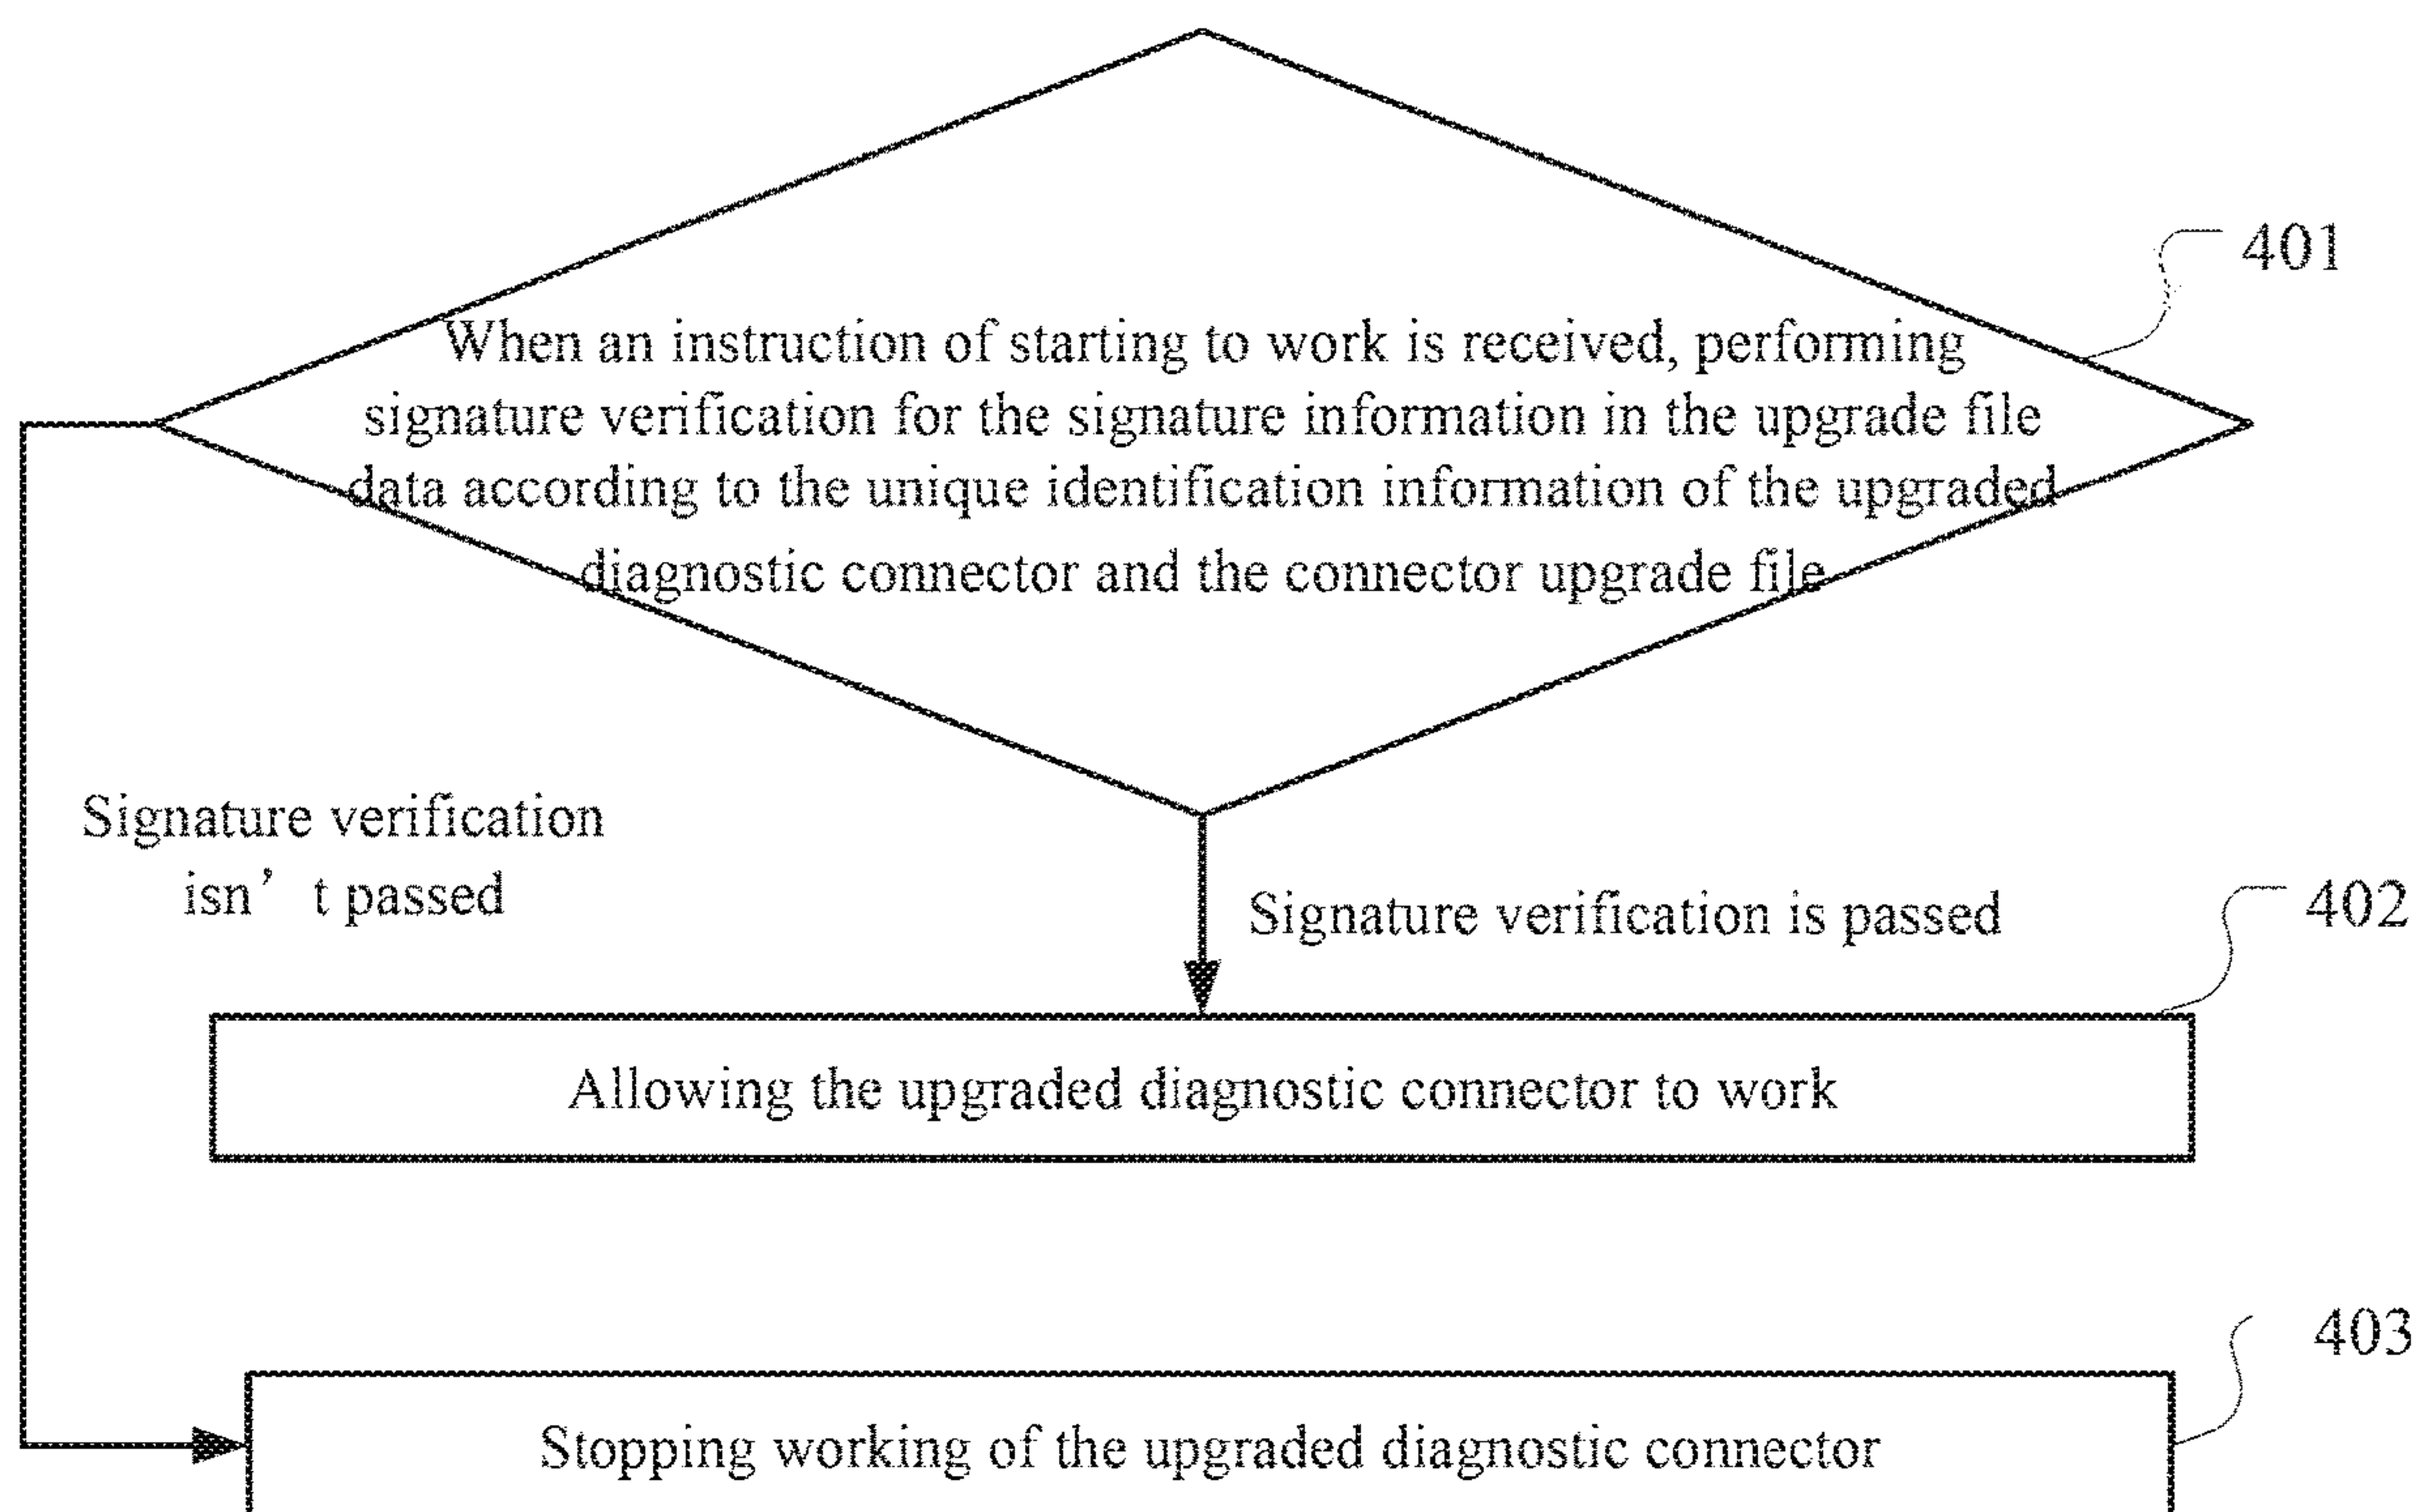 401
When an instruction of starting to work is received, performing
signature verification for the signature information in the upgrade file
data according to the unique identification information of the upgraded
diagnostic connector and the connector upgrade file
Signature verification
isn’ t passed
Signature verification is passed
402
Allowing the upgraded diagnostic connector to work
403
Stopping working of the upgraded diagnostic connector